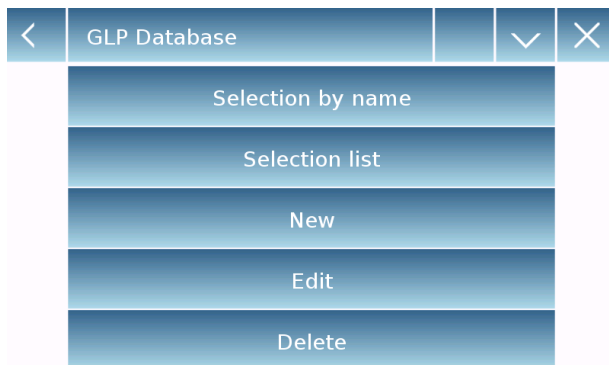 GLP Database
Selection by name
Selection list
New
Edit
Delete